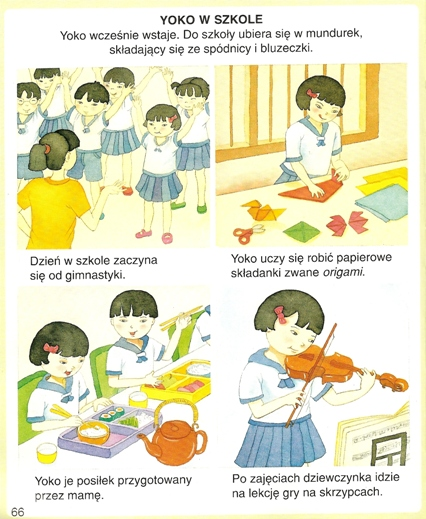 YOKO W SZKOLE
Yoko wcześnie wstaje. Do szkoły ubiera się w mundurek,
składający się ze spódnicy i bluzeczki.
Dzień w szkole zaczyna
się od gimnastyki.
Yoko uczy się robić papierowe
składanki zwane origami.
Yoko je posiłek przygotowany
przez mamę.
Po zajęciach dziewczynka idzie
na lekcję gry na skrzypcach.
66